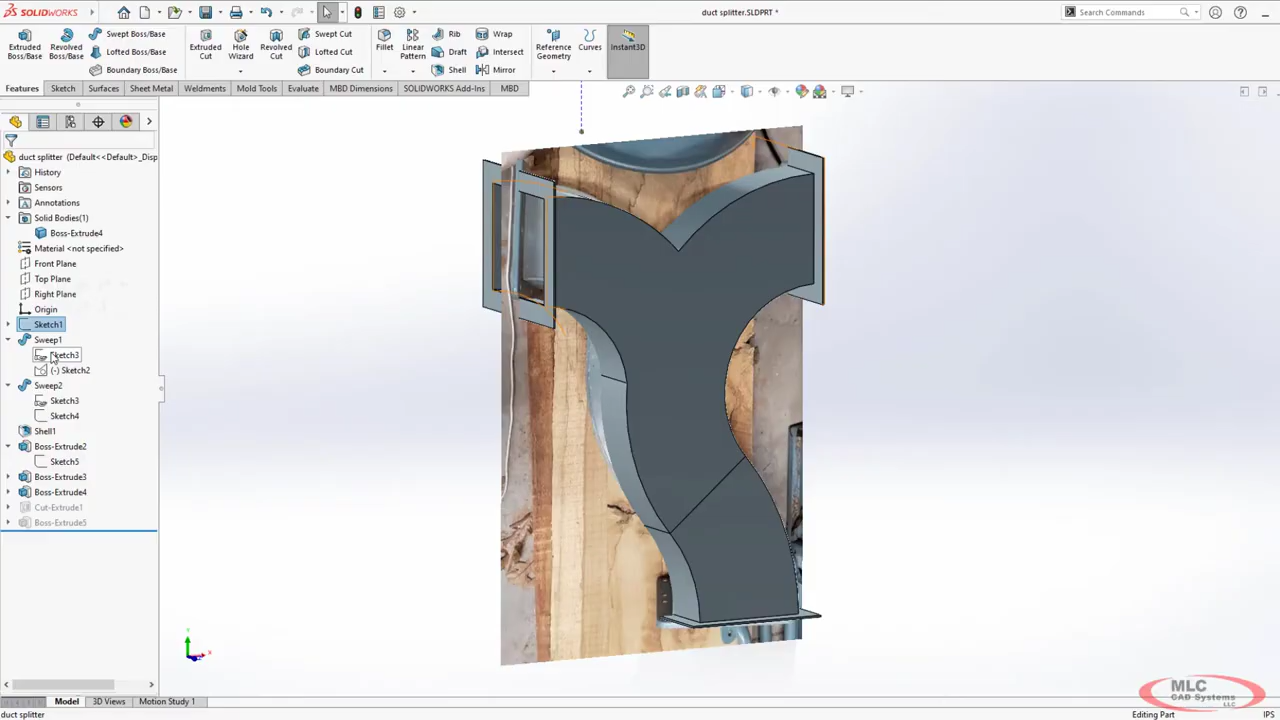 SOLIDWORKS
duct splitter.SLDPRT *
Search Commands
Extruded Boss/Base
Revolved Boss/Base
Swept Boss/Base
Lofted Boss/Base
Boundary Boss/Base
Extruded Cut
Hole Wizard
Revolved Cut
Swept Cut
Lofted Cut
Boundary Cut
Fillet
Linear Pattern
Rib
Draft
Shell
Wrap
Intersect
Mirror
Reference Geometry
Curves
Instant3D
Features Sketch Surfaces Sheet Metal Weldments Mold Tools Evaluate MBD Dimensions SOLIDWORKS Add-Ins MBD
duct splitter (Default<<Default>_Disp
History
Sensors
Annotations
Solid Bodies(1)
Boss-Extrude4
Material <not specified>
Front Plane
Top Plane
Right Plane
Origin
Sketch1
Sweep1
Sketch3
(-) Sketch2
Sweep2
Sketch3
Sketch4
Shell1
Boss-Extrude2
Sketch5
Boss-Extrude3
Boss-Extrude4
Cut-Extrude1
Boss-Extrude5
MLC
CAD Systems
LLC
Model 3D Views Motion Study 1
duct splitter Editing Part IPS